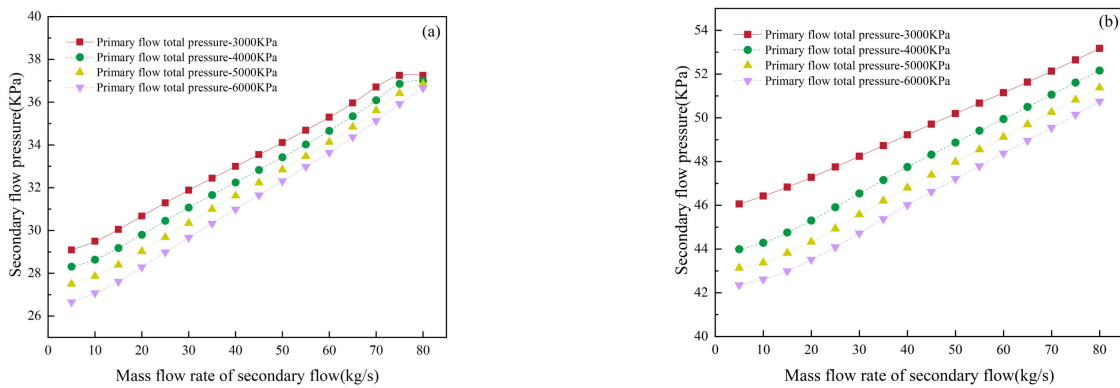 (a)
Primary flow total pressure-3000KPa
Primary flow total pressure-4000KPa
Primary flow total pressure-5000KPa
Primary flow total pressure-6000KPa
Secondary flow pressure(KPa)
40
38
36
34
32
30
28
26
0 10 20 30 40 50 60 70 80
Mass flow rate of secondary flow(kg/s)
(b)
Primary flow total pressure-3000KPa
Primary flow total pressure-4000KPa
Primary flow total pressure-5000KPa
Primary flow total pressure-6000KPa
Secondary flow pressure(KPa)
54
52
50
48
46
44
42
40
0 10 20 30 40 50 60 70 80
Mass flow rate of secondary flow(kg/s)